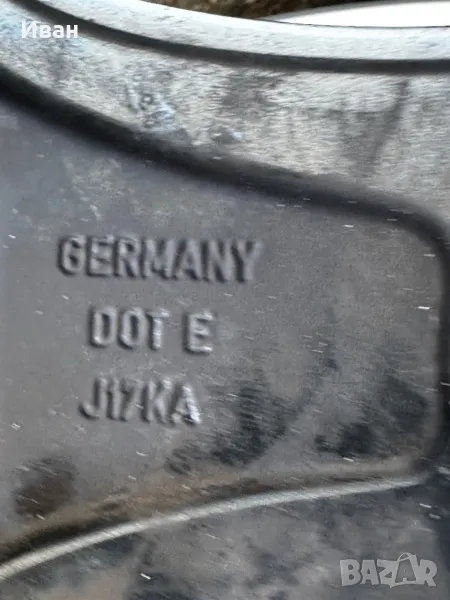 Иван
GERMANY
DOT E
J17KA
BAZAR